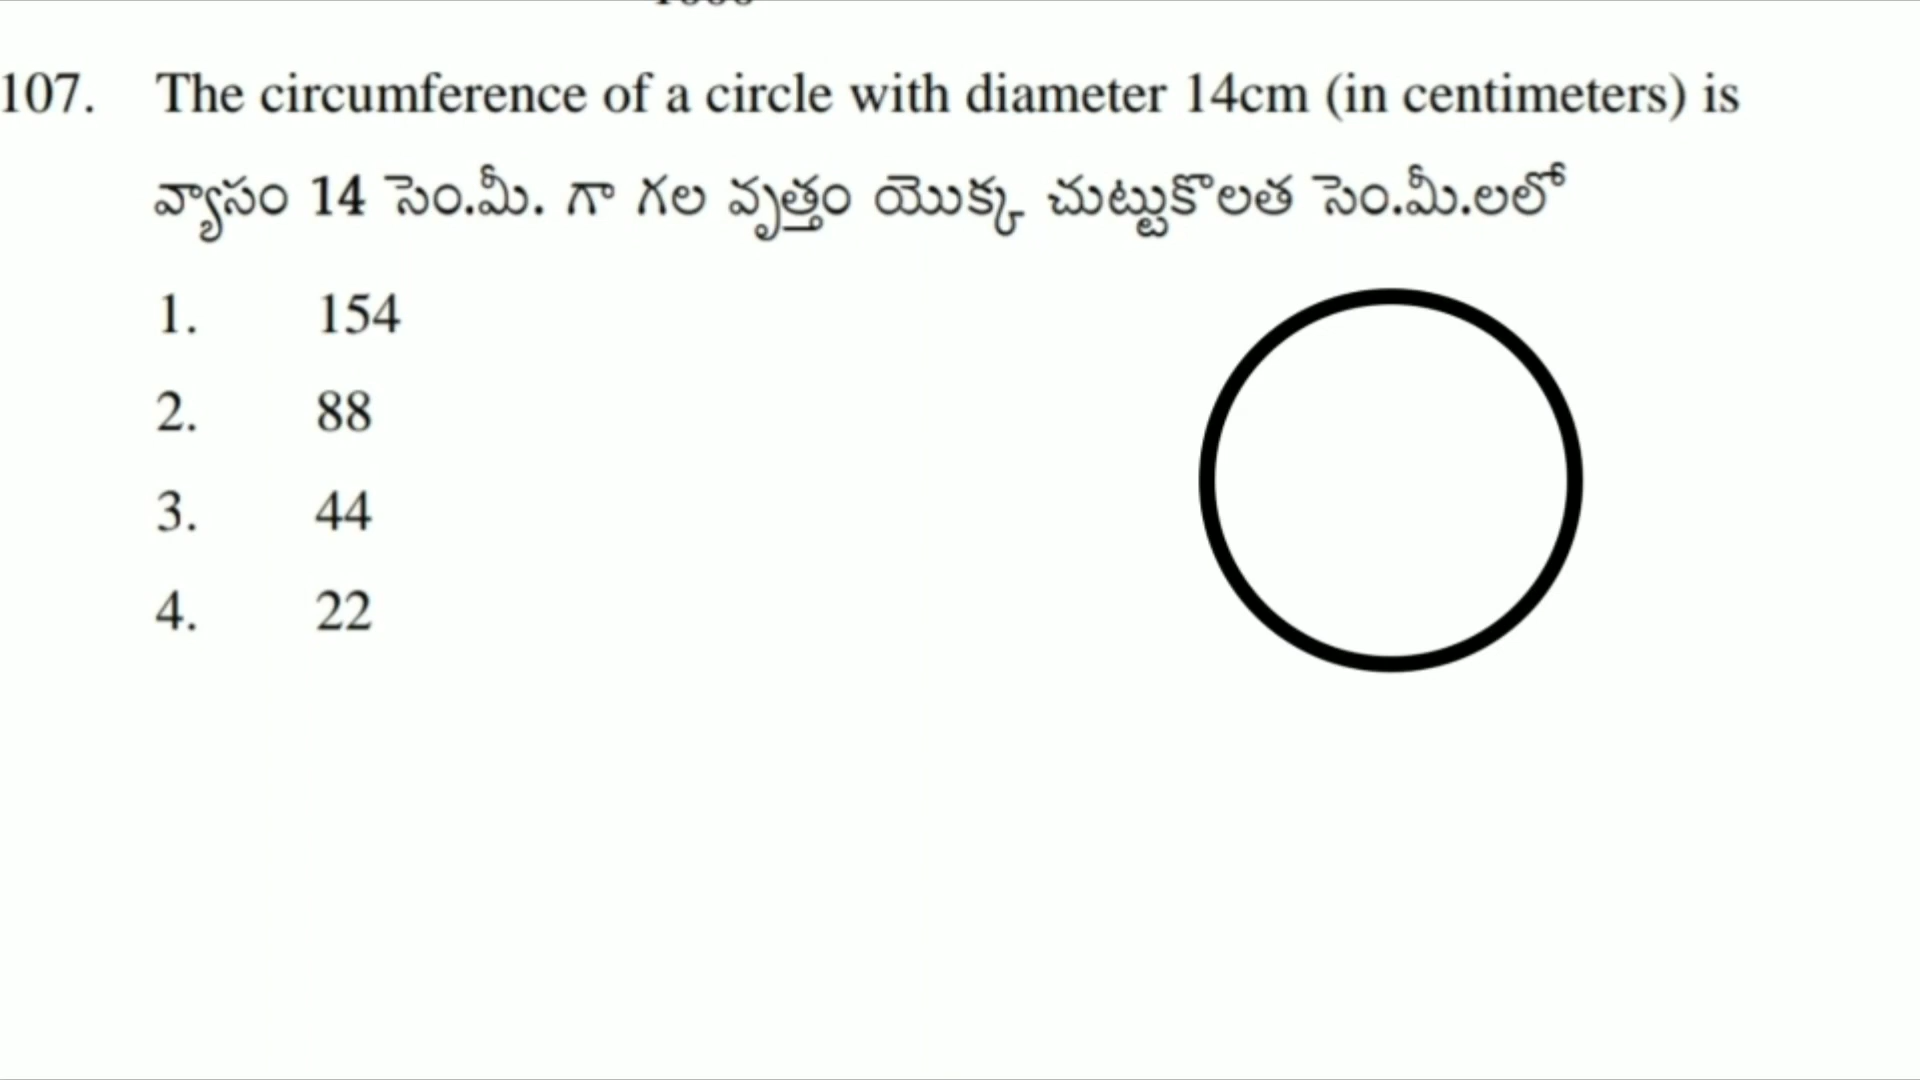 107. The circumference of a circle with diameter 14cm (in centimeters) is
వ్యాసం 14 సెం.మీ. గా గల వృత్తం యొక్క చుట్టుకొలత సెం.మీ.లలో
1. 154
2. 88
3. 44
4. 22